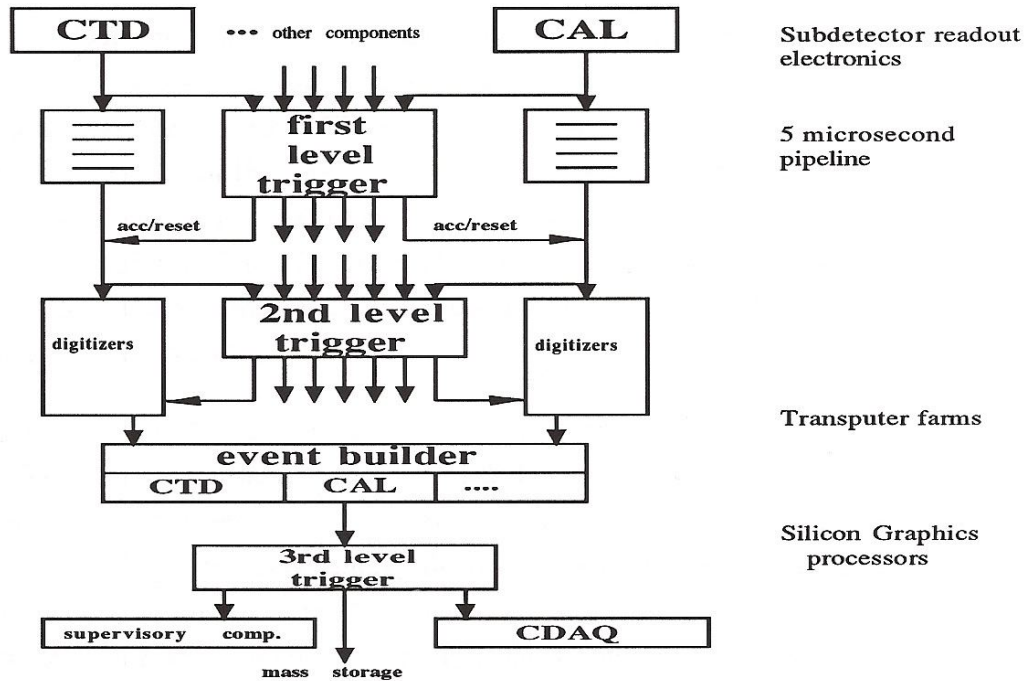 CTD
••• other components
CAL
Subdetector readout
electronics
first
level
trigger
5 microsecond
pipeline
acc/reset
acc/reset
digitizers
2nd level
trigger
digitizers
Transputer farms
event builder
CTD
CAL
....
Silicon Graphics
processors
3rd level
trigger
supervisory comp.
CDAQ
mass storage